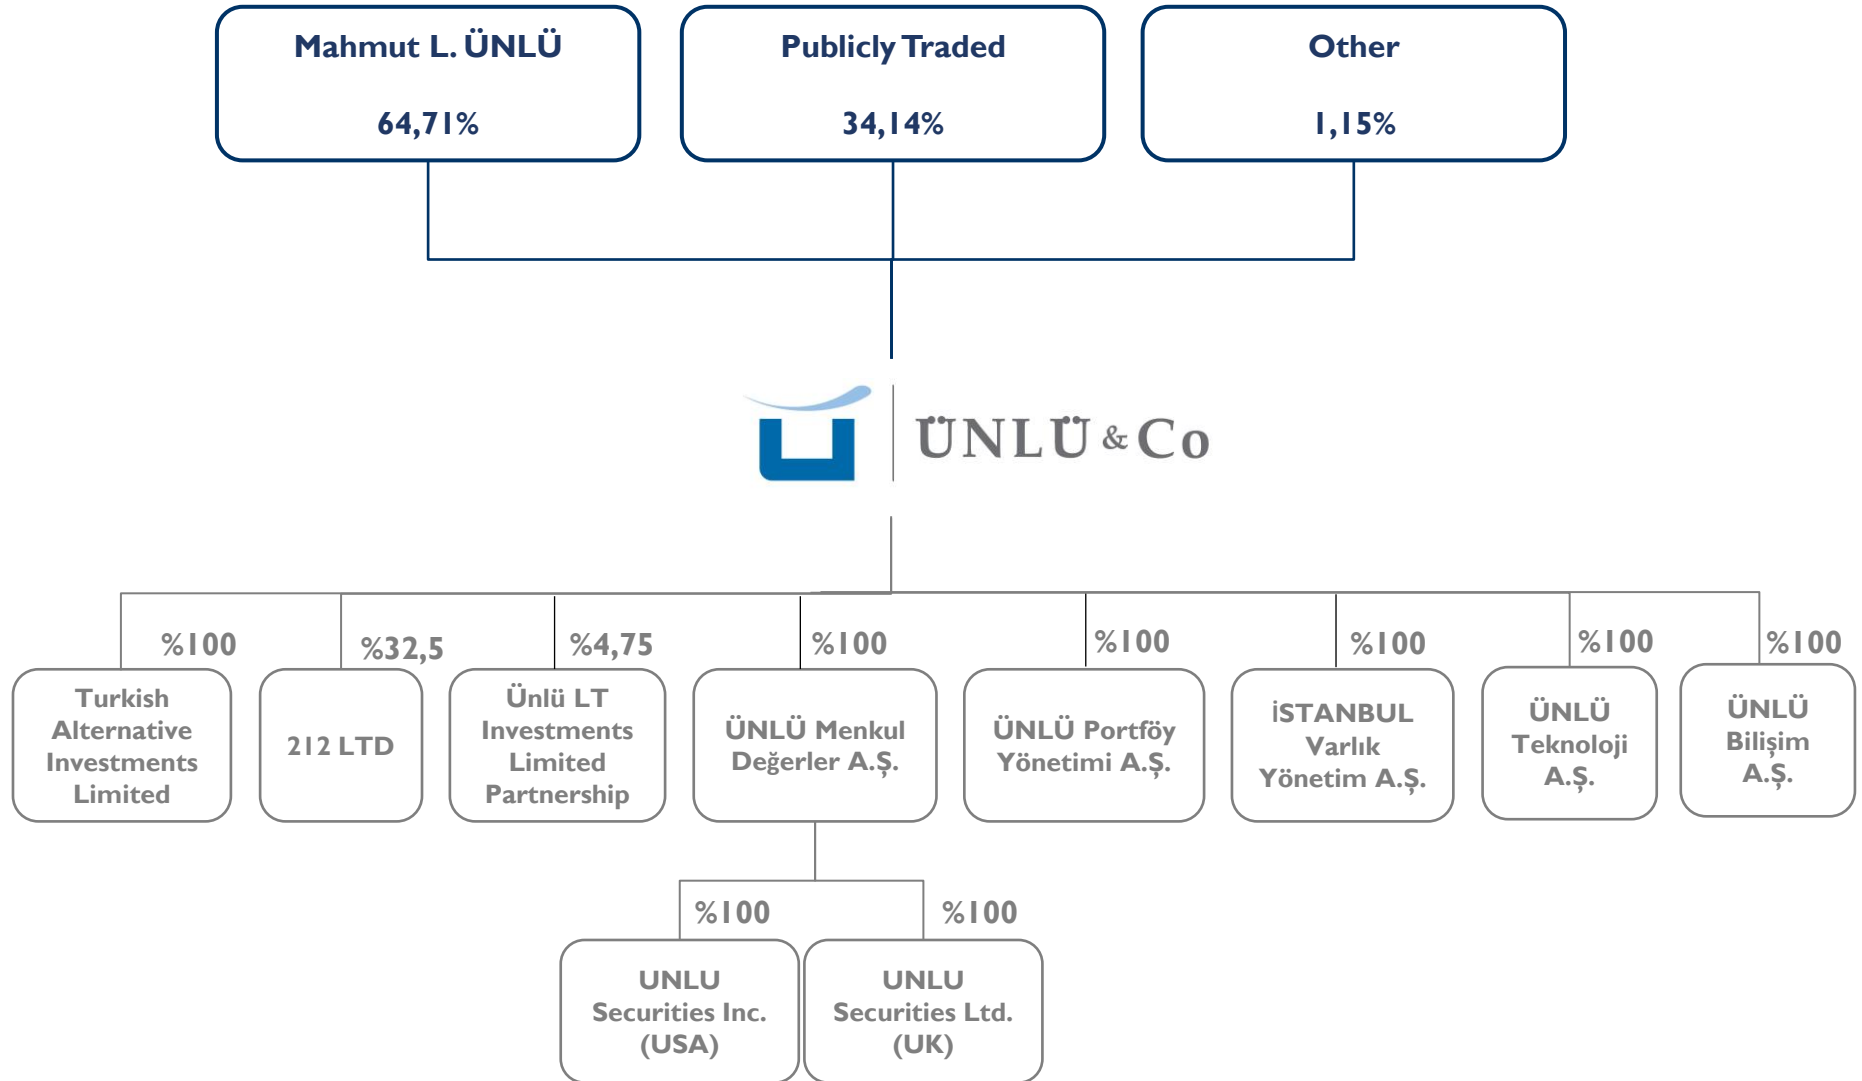 Mahmut L. ÜNLÜ
64,71%
Publicly Traded
34,14%
Other
1,15%
ÜNLÜ & Co
%100
Turkish
Alternative
Investments
Limited
%32,5
212 LTD
%4,75
Ünlü LT
Investments
Limited
Partnership
%100
ÜNLÜ Menkul
Değerler A.Ş.
%100
ÜNLÜ Portföy
Yönetimi A.Ş.
%100
İSTANBUL
Varlık
Yönetim A.Ş.
%100
ÜNLÜ
Teknoloji
A.Ş.
%100
ÜNLÜ
Bilişim
A.Ş.
%100
UNLU
Securities Inc.
(USA)
%100
UNLU
Securities Ltd.
(UK)